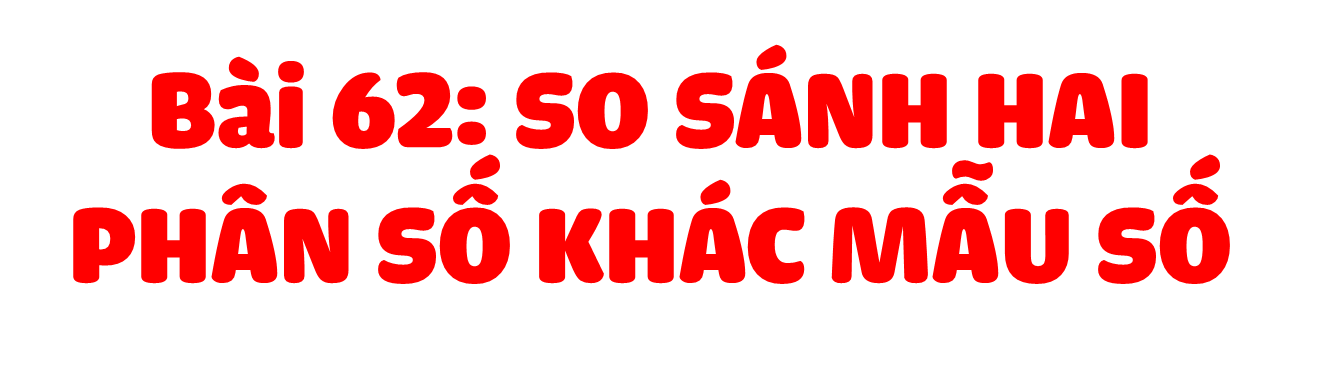 Bài 62: SO SÁNH HAI
PHÂN SỐ KHÁC MẪU SỐ